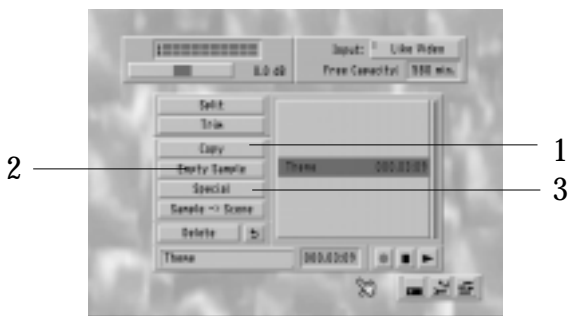 Input: Like Video
8.0 dB
Free Capacity: 598 min.
Split
Trim
Copy
1
2
Empty Sample
Theme 000.03:09
Special
3
Sample -> Scene
Delete
Theme 000.03:09